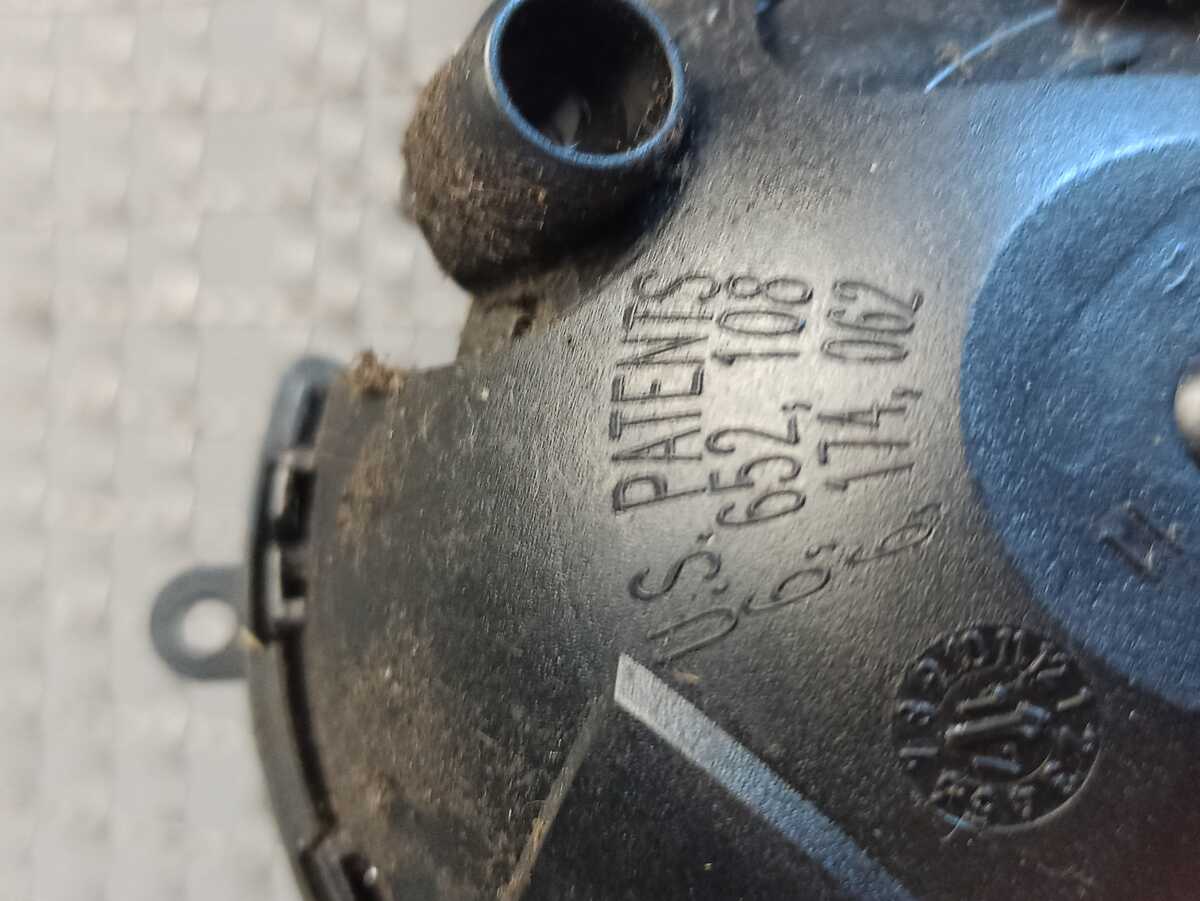 U.S. PATENTS
6, 652, 108
6, 174, 062